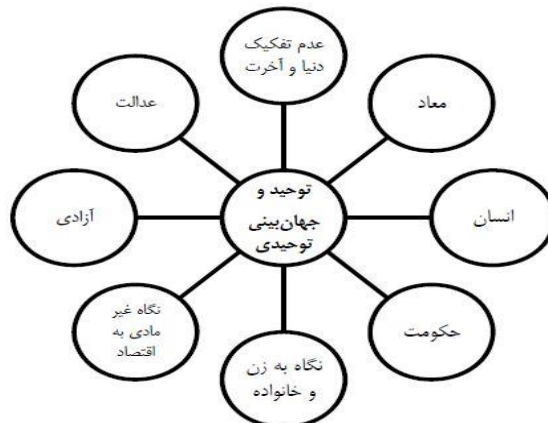 عدم تفکیک
دنیا و آخرت
معاد
عدالت
توحید و
جهان‌بینی
توحیدی
انسان
آزادی
حکومت
نگاه غیر
مادی به
اقتصاد
نگاه به زن
و خانواده